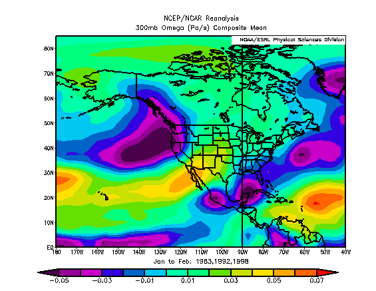 NCEP/NCAR Reanalysis
300mb Omega (Pa/s) Composite Mean
NOAA/ESRL Physical Sciences Division
80N
70N
60N
50N
40N
30N
20N
10N
EQ
180 170W 160W 150W 140W 130W 120W 110W 100W 90W 80W 70W 60W 50W 40W
Jan to Feb: 1983,1992,1998
-0.05 -0.03 -0.01 0.01 0.03 0.05 0.07